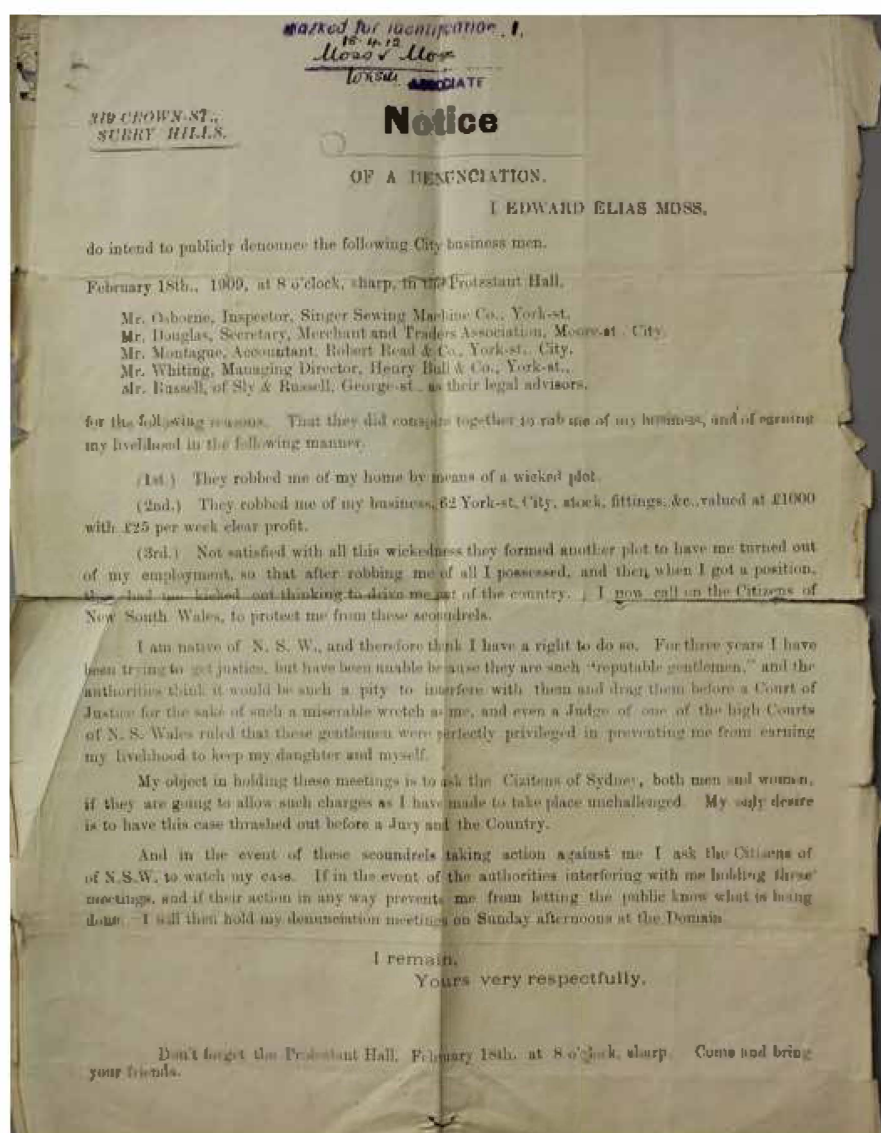 Marked for identification 1.
18-4-12
Moss v Moss
ASSOCIATE
319 CROWN-ST.,
SURRY HILLS.
Notice
OF A DENUNCIATION.
I EDWARD ELIAS MOSS,
do intend to publicly denounce the following City business men.
February 18th., 1909, at 8 o'clock, sharp, in the Protestant Hall.
Mr. Osborne, Inspector, Singer Sewing Machine Co., York-st.
Mr. Douglas, Secretary, Merchant and Traders Association, Moore-st. City.
Mr. Montague, Accountant, Robert Read & Co., York-st., City.
Mr. Whiting, Managing Director, Henry Bull & Co., York-st.,
Mr. Russell, of Sly & Russell, George-st., as their legal advisors,
for the following reasons. That they did conspire together to rob me of my business, and of earning
my livelihood in the following manner.
(1st.) They robbed me of my home by means of a wicked plot.
(2nd.) They robbed me of my business, 62 York-st, City, stock, fittings, &c., valued at £1000
with £25 per week clear profit.
(3rd.) Not satisfied with all this wickedness they formed another plot to have me turned out
of my employment, so that after robbing me of all I possessed, and then when I got a position,
they had me kicked out thinking to drive me out of the country. I now call on the Citizens of
New South Wales, to protect me from these scoundrels.
I am native of N. S. W., and therefore think I have a right to do so. For three years I have
been trying to get justice, but have been unable because they are such "reputable gentlemen," and the
authorities think it would be such a pity to interfere with them and drag them before a Court of
Justice for the sake of such a miserable wretch as me, and even a Judge of one of the high Courts
of N. S. Wales ruled that these gentlemen were perfectly privileged in preventing me from earning
my livelihood to keep my daughter and myself.
My object in holding these meetings is to ask the Cizitens of Sydney, both men and women,
if they are going to allow such charges as I have made to take place unchallenged. My only desire
is to have this case thrashed out before a Jury and the Country.
And in the event of these scoundrels taking action against me I ask the Citizens of
of N.S.W. to watch my case. If in the event of the authorities interfering with me holding these
meetings, and if their action in any way prevents me from letting the public know what is being
done. I will then hold my denunciation meetings on Sunday afternoons at the Domain.
I remain,
Yours very respectfully.
Don't forget the Protestant Hall, February 18th, at 8 o'clock, sharp. Come and bring
your friends.